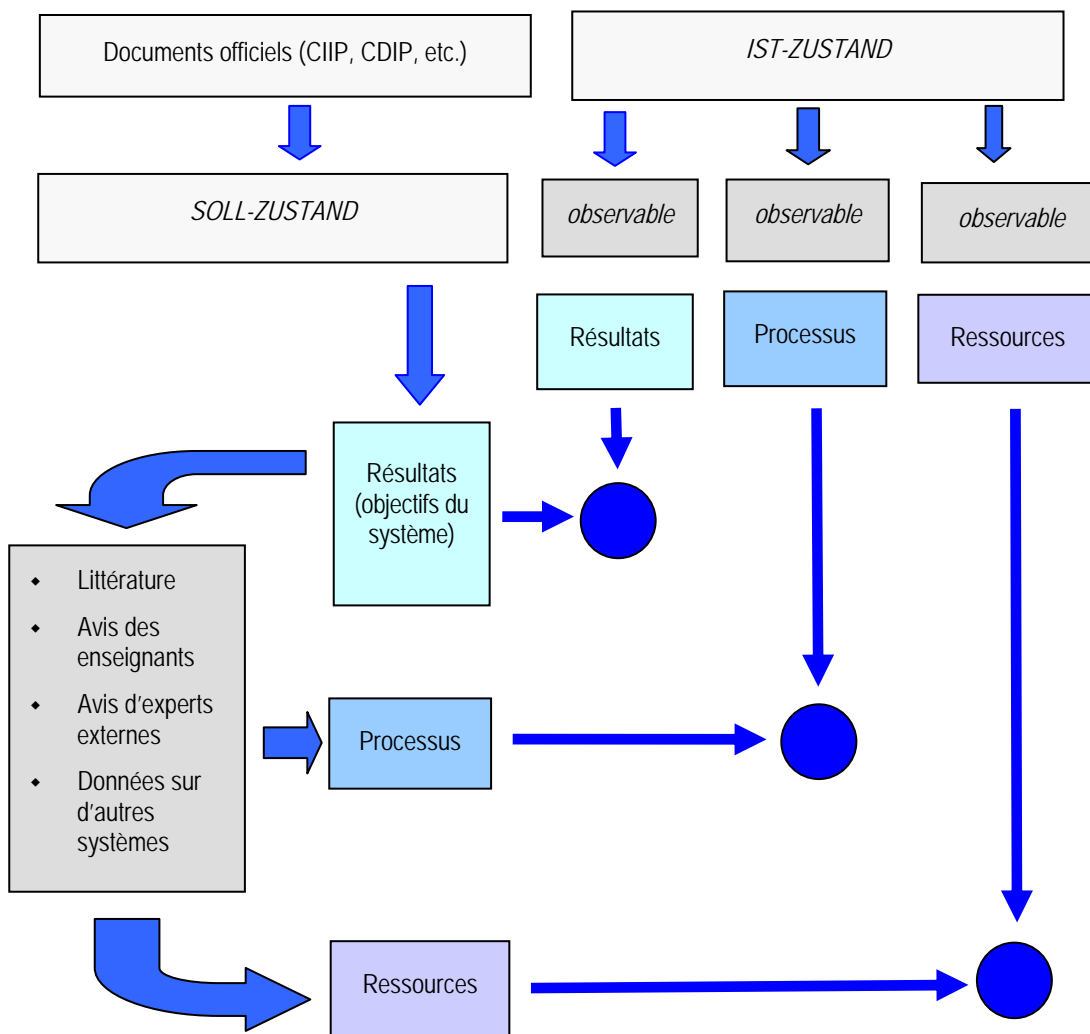 Documents officiels (CIIP, CDIP, etc.)
IST-ZUSTAND
SOLL-ZUSTAND
observable
observable
observable
Résultats
Processus
Ressources
Résultats
(objectifs du
système)
◆ Littérature
◆ Avis des
enseignants
◆ Avis d'experts
externes
◆ Données sur
d'autres
systèmes
Processus
Ressources